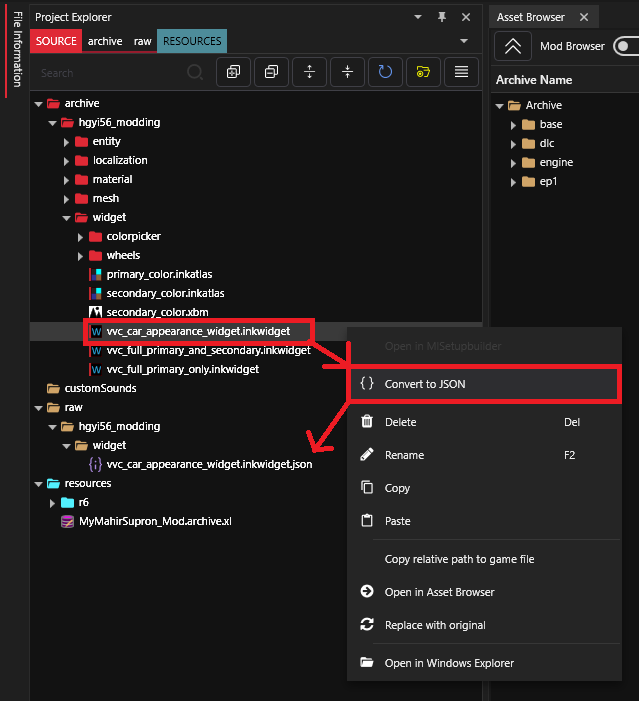 File Information
Project Explorer
SOURCE archive raw RESOURCES
Search
archive
hgyi56_modding
entity
localization
material
mesh
widget
colorpicker
wheels
primary_color.inkatlas
secondary_color.inkatlas
secondary_color.xbm
vvc_car_appearance_widget.inkwidget
vvc_full_primary_and_secondary.inkwidget
vvc_full_primary_only.inkwidget
customSounds
raw
hgyi56_modding
widget
vvc_car_appearance_widget.inkwidget.json
resources
r6
MyMahirSupron_Mod.archive.xl
Asset Browser
Mod Browser
Archive Name
Archive
base
dlc
engine
ep1
Open in MlSetupbuilder
Convert to JSON
Delete Del
Rename F2
Copy
Paste
Copy relative path to game file
Open in Asset Browser
Replace with original
Open in Windows Explorer